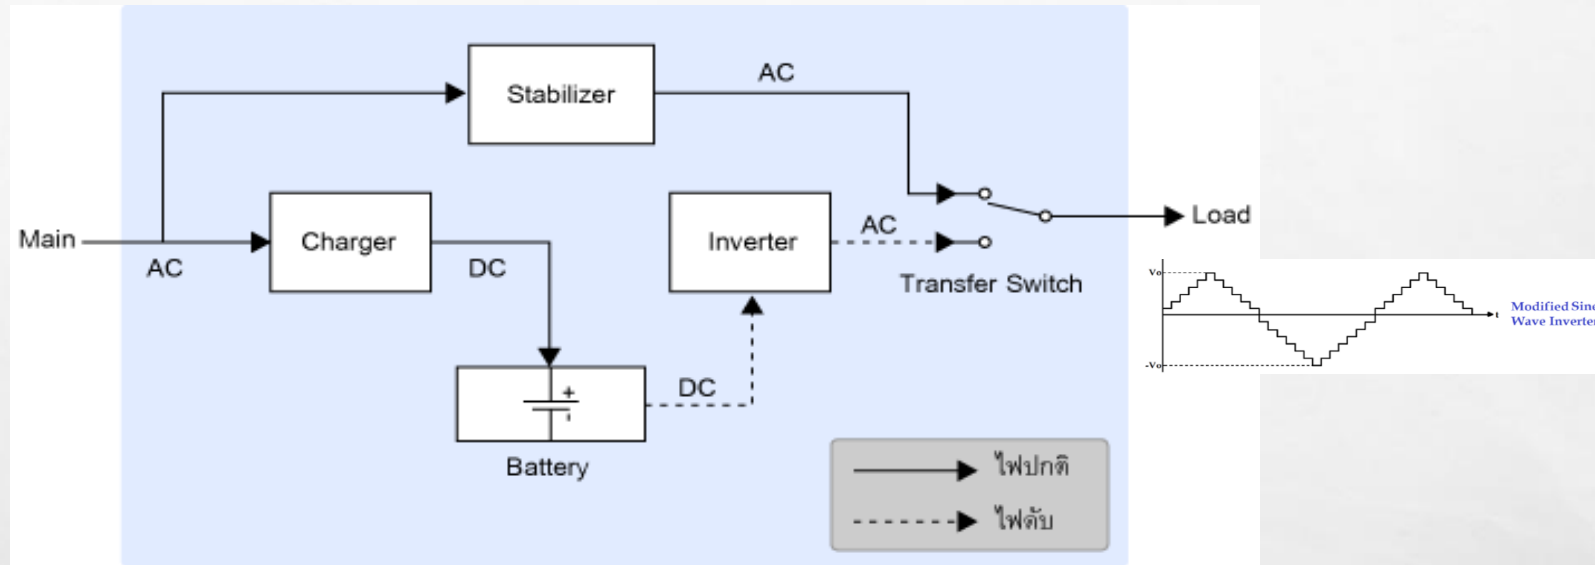 Stabilizer
AC
Main
AC
Charger
DC
Inverter
AC
Transfer Switch
Load
Battery
+
-
DC
Vo
-Vo
t
Modified Sine
Wave Inverter
ไฟปกติ
ไฟดับ